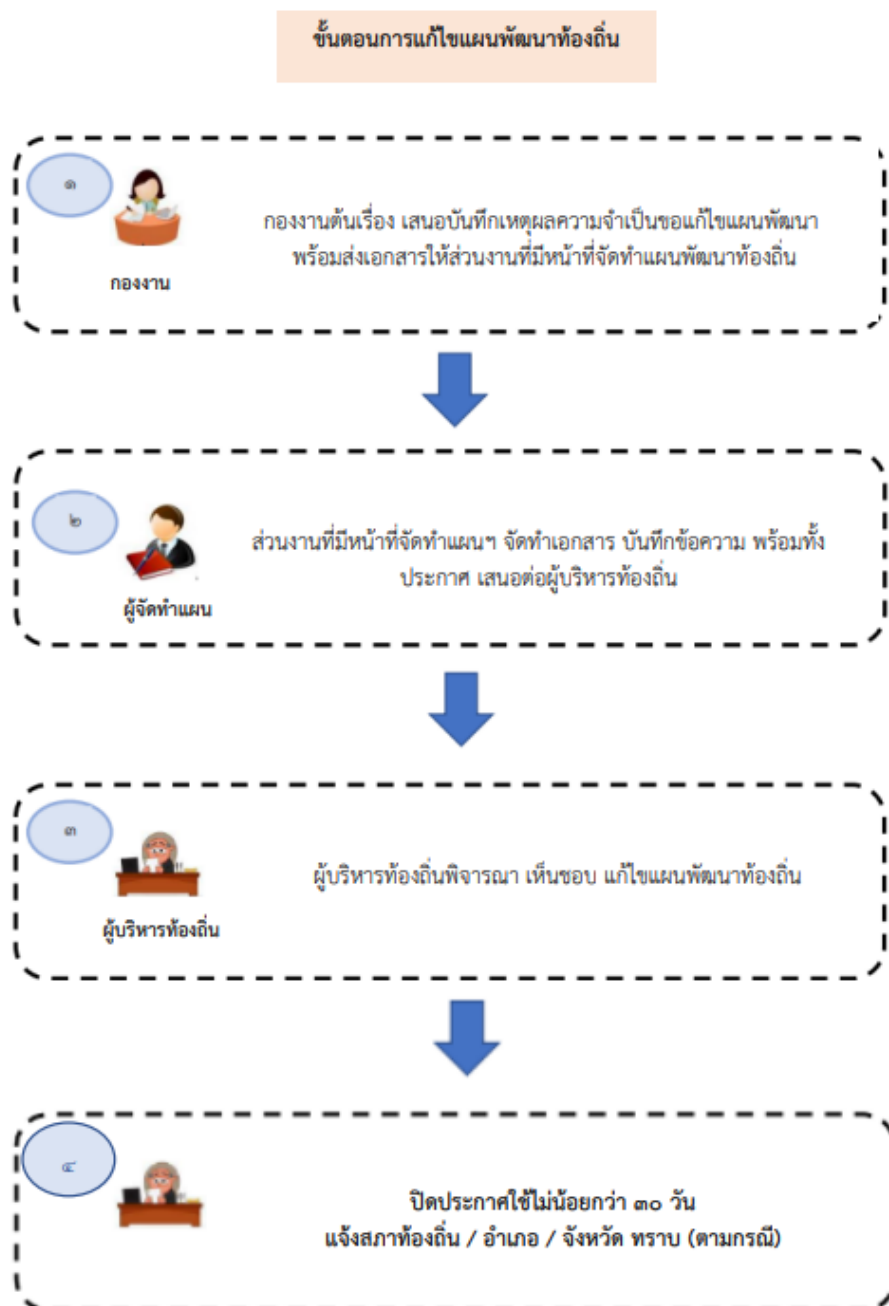 ขั้นตอนการแก้ไขแผนพัฒนาท้องถิ่น
๑
กองงานต้นเรื่อง เสนอบันทึกเหตุผลความจำเป็นขอแก้ไขแผนพัฒนา
พร้อมส่งเอกสารให้ส่วนงานที่มีหน้าที่จัดทำแผนพัฒนาท้องถิ่น
กองงาน
๒
ส่วนงานที่มีหน้าที่จัดทำแผนฯ จัดทำเอกสาร บันทึกข้อความ พร้อมทั้ง
ประกาศ เสนอต่อผู้บริหารท้องถิ่น
ผู้จัดทำแผน
๓
ผู้บริหารท้องถิ่นพิจารณา เห็นชอบ แก้ไขแผนพัฒนาท้องถิ่น
ผู้บริหารท้องถิ่น
๔
ปิดประกาศใช้ไม่น้อยกว่า ๓๐ วัน
แจ้งสภาท้องถิ่น / อำเภอ / จังหวัด ทราบ (ตามกรณี)